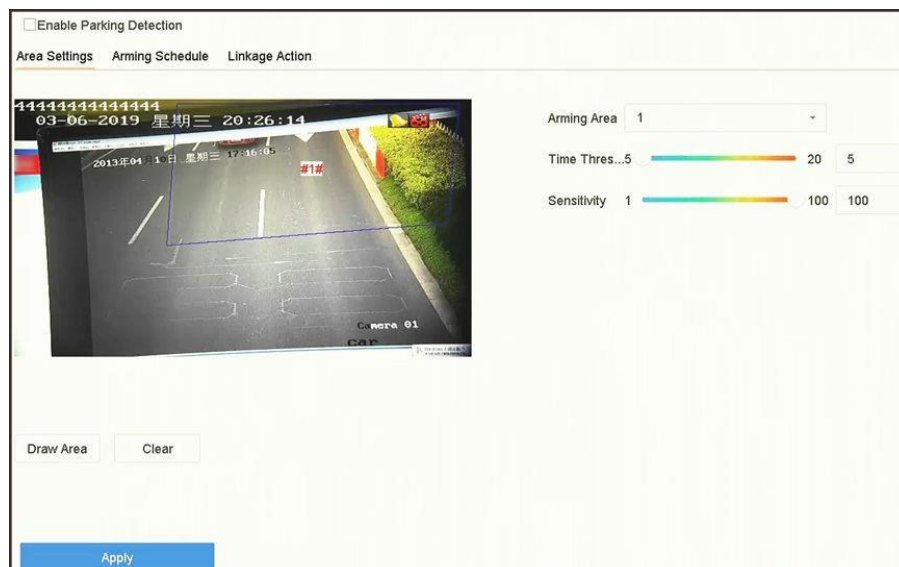 Enable Parking Detection
Area Settings Arming Schedule Linkage Action
44444444444444
03-06-2019 星期三 20:26:14
2013年04月10日 星期三 17:16:05
#1#
Camera 01
car
Arming Area 1
Time Thres...5 20 5
Sensitivity 1 100 100
Draw Area Clear
Apply